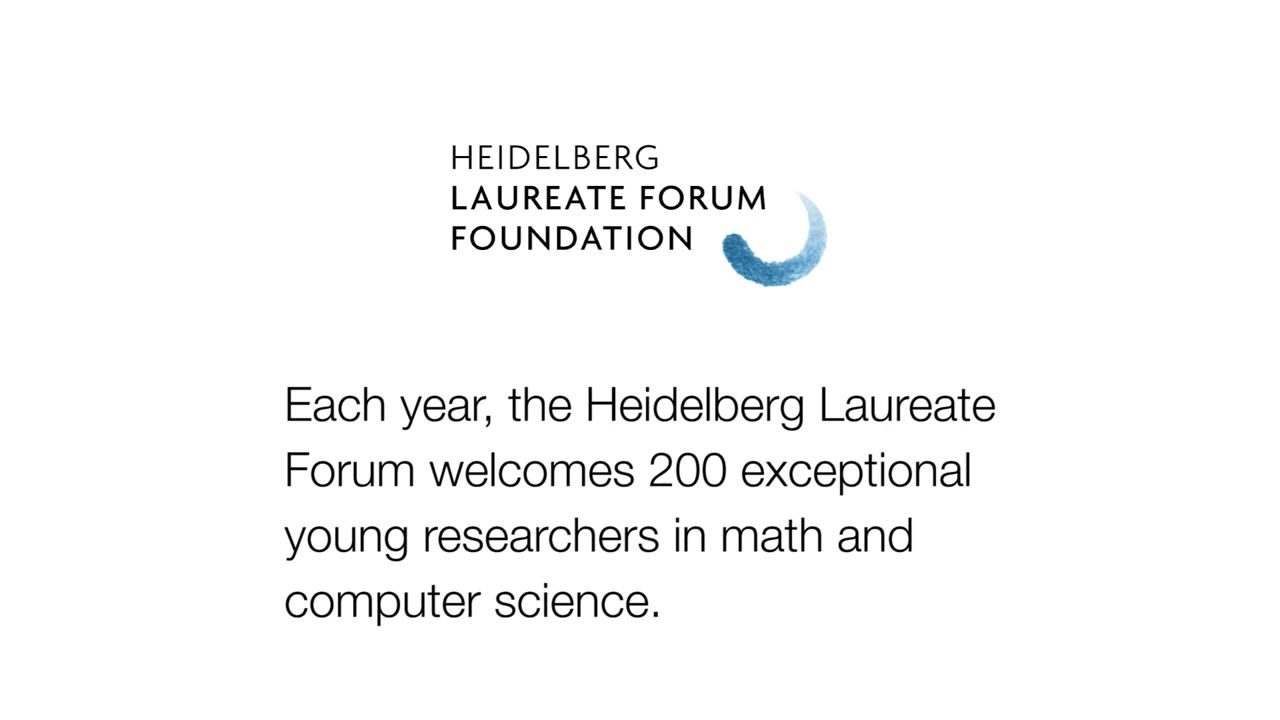 HEIDELBERG
LAUREATE FORUM
FOUNDATION
Each year, the Heidelberg Laureate
Forum welcomes 200 exceptional
young researchers in math and
computer science.